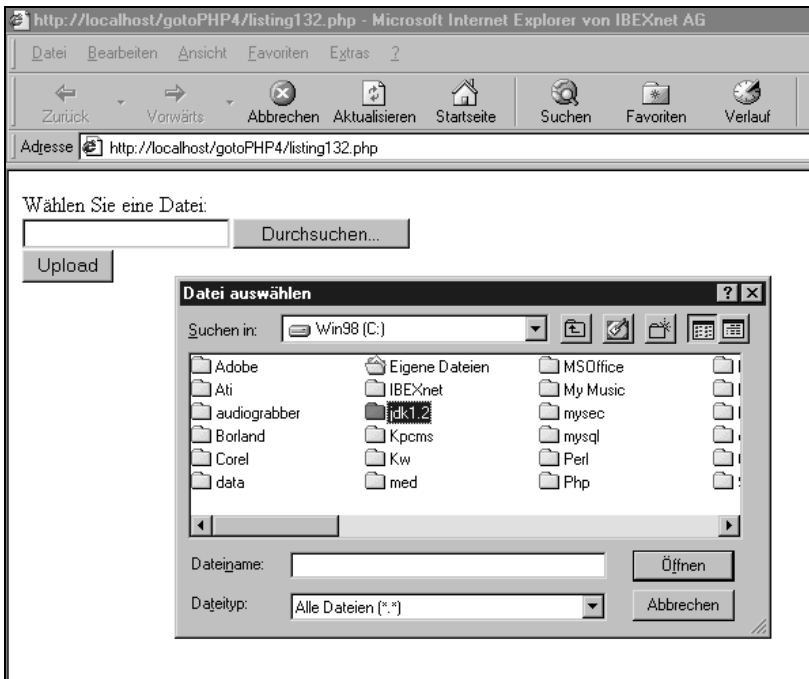 http://localhost/gotoPHP4/listing132.php - Microsoft Internet Explorer von IBEXnet AG
Datei Bearbeiten Ansicht Favoriten Extras ?
Zurück Vorwärts Abbrechen Aktualisieren Startseite Suchen Favoriten Verlauf
Adresse http://localhost/gotoPHP4/listing132.php
Wählen Sie eine Datei:
Durchsuchen...
Upload
Datei auswählen
Suchen in: Win98 (C:)
Adobe Eigene Dateien MSOffice
Ati IBEXnet My Music
audiograbber jdk1.2 mysec
Borland Kpcms mysql
Corel Kw Perl
data med Php
Dateiname: Öffnen
Dateityp: Alle Dateien (*.*) Abbrechen